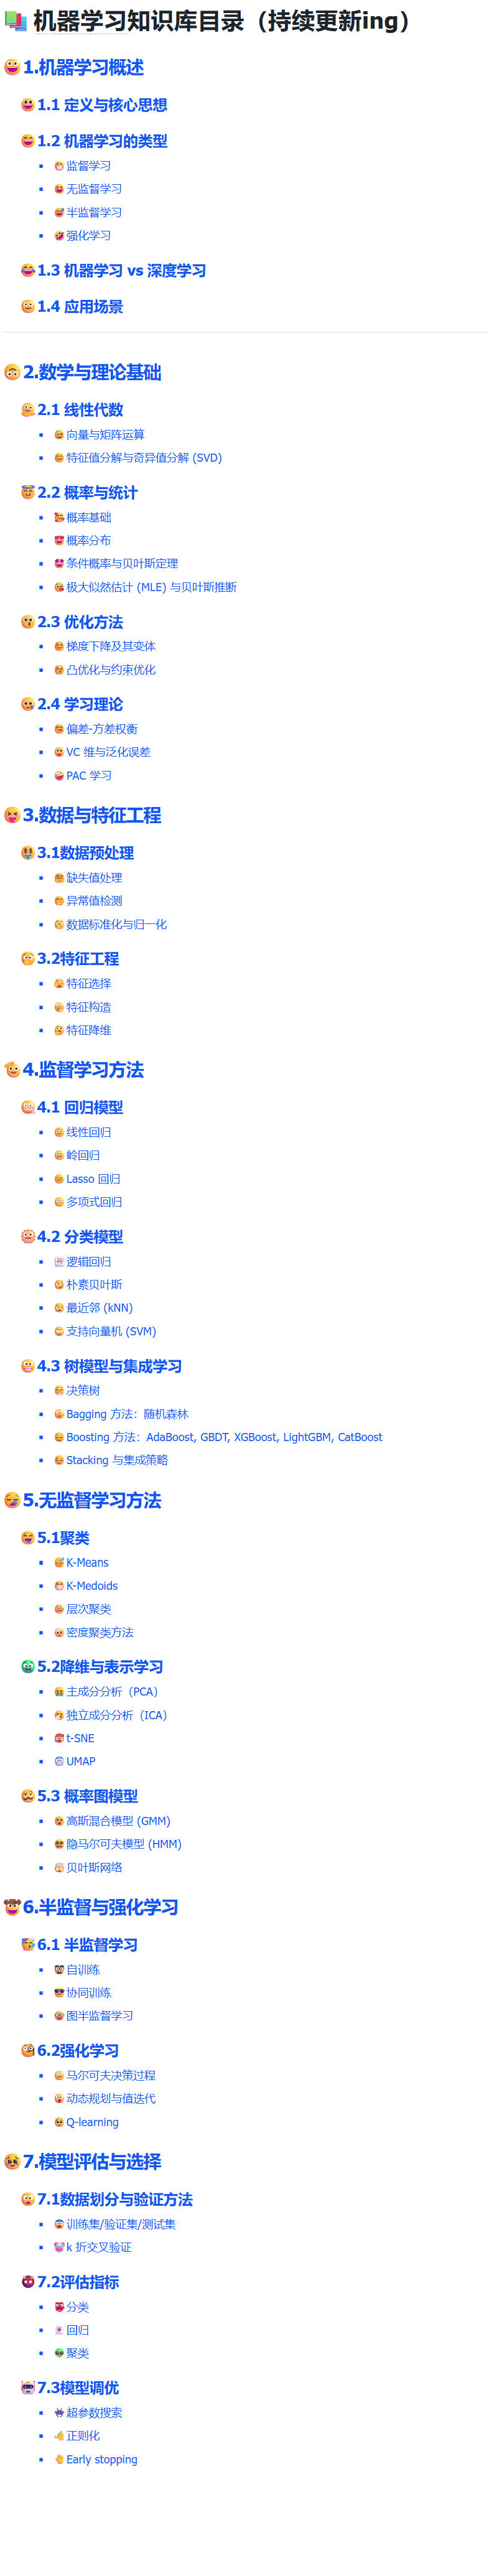 机器学习知识库目录（持续更新ing）
1.机器学习概述
1.1 定义与核心思想
1.2 机器学习的类型
监督学习
无监督学习
半监督学习
强化学习
1.3 机器学习 vs 深度学习
1.4 应用场景
2.数学与理论基础
2.1 线性代数
向量与矩阵运算
特征值分解与奇异值分解 (SVD)
2.2 概率与统计
概率基础
概率分布
条件概率与贝叶斯定理
极大似然估计 (MLE) 与贝叶斯推断
2.3 优化方法
梯度下降及其变体
凸优化与约束优化
2.4 学习理论
偏差-方差权衡
VC 维与泛化误差
PAC 学习
3.数据与特征工程
3.1数据预处理
缺失值处理
异常值检测
数据标准化与归一化
3.2特征工程
特征选择
特征构造
特征降维
4.监督学习方法
4.1 回归模型
线性回归
岭回归
Lasso 回归
多项式回归
4.2 分类模型
逻辑回归
朴素贝叶斯
最近邻 (kNN)
支持向量机 (SVM)
4.3 树模型与集成学习
决策树
Bagging 方法：随机森林
Boosting 方法：AdaBoost, GBDT, XGBoost, LightGBM, CatBoost
Stacking 与集成策略
5.无监督学习方法
5.1聚类
K-Means
K-Medoids
层次聚类
密度聚类方法
5.2降维与表示学习
主成分分析（PCA）
独立成分分析（ICA）
t-SNE
UMAP
5.3 概率图模型
高斯混合模型 (GMM)
隐马尔可夫模型 (HMM)
贝叶斯网络
6.半监督与强化学习
6.1 半监督学习
自训练
协同训练
图半监督学习
6.2强化学习
马尔可夫决策过程
动态规划与值迭代
Q-learning
7.模型评估与选择
7.1数据划分与验证方法
训练集/验证集/测试集
k 折交叉验证
7.2评估指标
分类
回归
聚类
7.3模型调优
超参数搜索
正则化
Early stopping